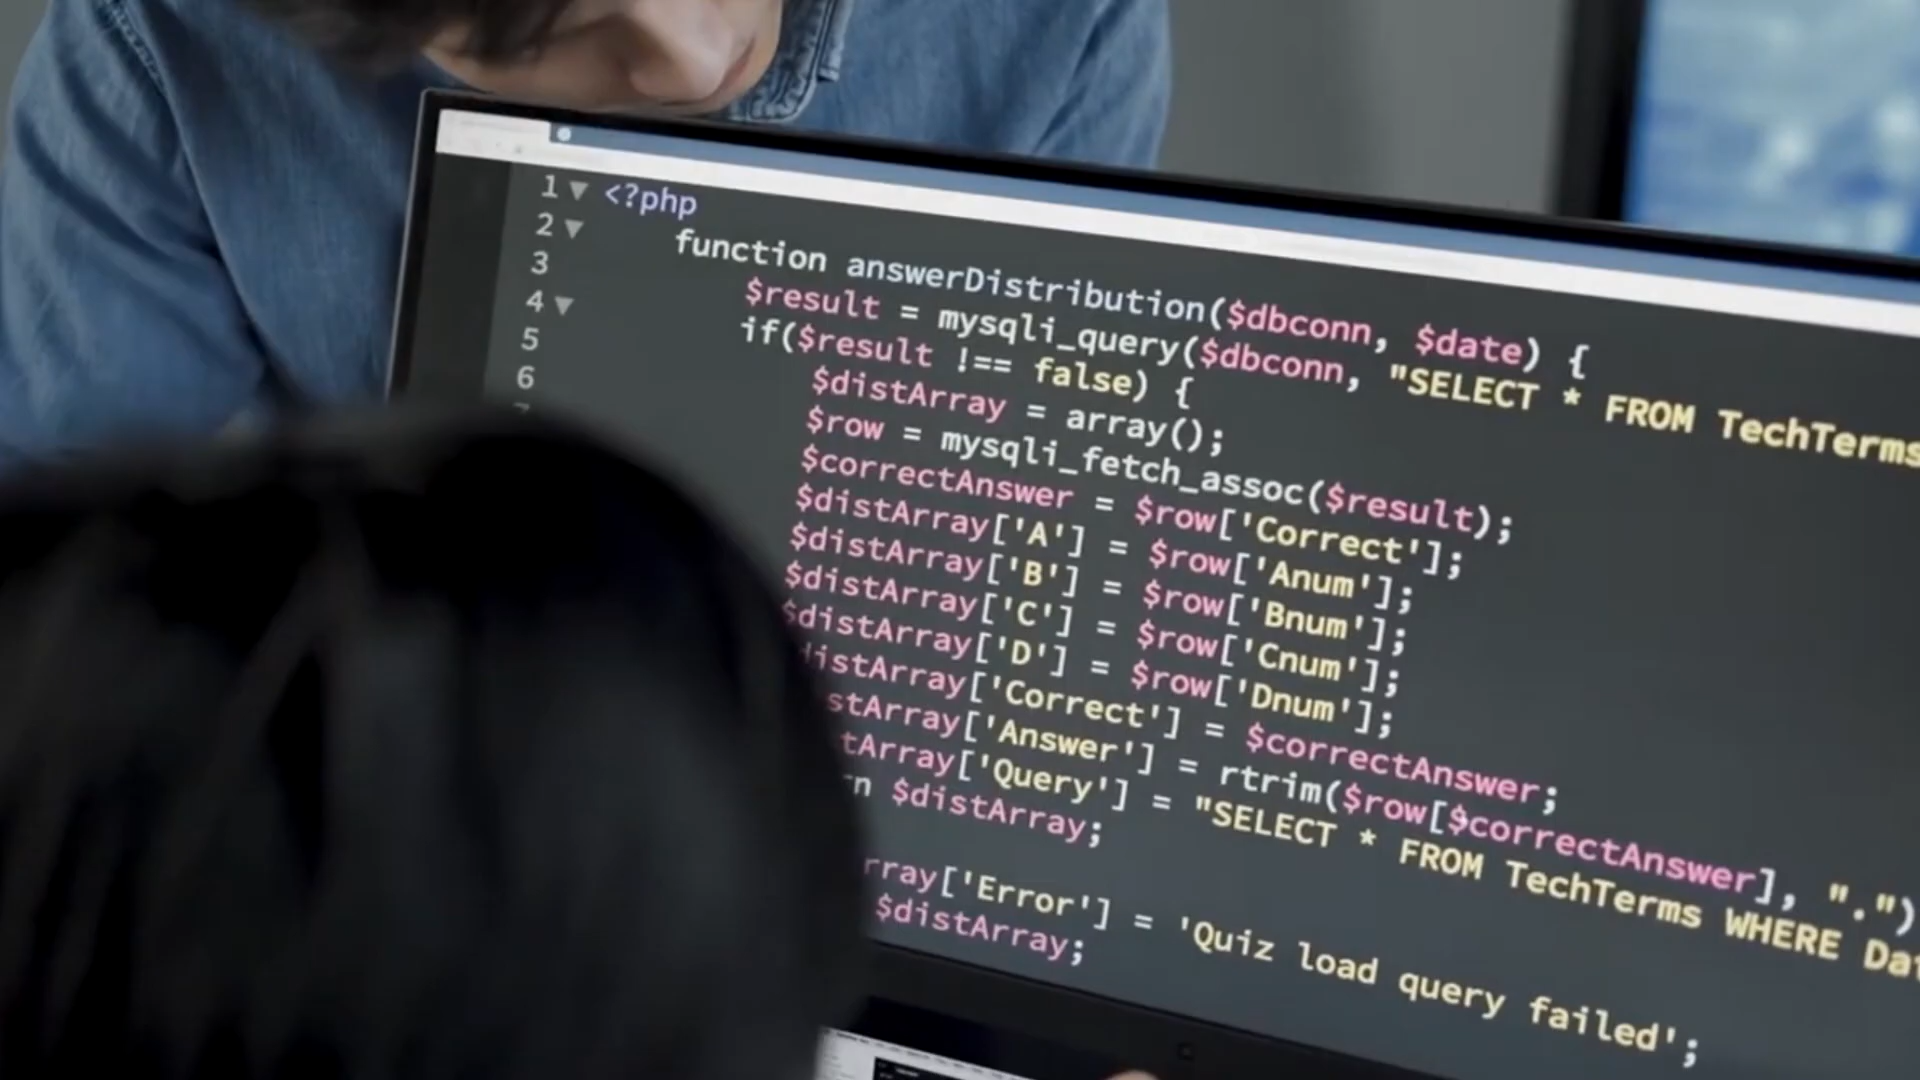 1 <?php
2 function answerDistribution($dbconn, $date) {
3 $result = mysqli_query($dbconn, "SELECT * FROM TechTerms
4 if($result !== false) {
5 $distArray = array();
6 $row = mysqli_fetch_assoc($result);
$correctAnswer = $row['Correct'];
$distArray['A'] = $row['Anum'];
$distArray['B'] = $row['Bnum'];
$distArray['C'] = $row['Cnum'];
$distArray['D'] = $row['Dnum'];
distArray['Correct'] = $correctAnswer;
stArray['Answer'] = rtrim($row[$correctAnswer], ".")
tArray['Query'] = "SELECT * FROM TechTerms WHERE Dat
rn $distArray;
rray['Error'] = 'Quiz load query failed';
$distArray;